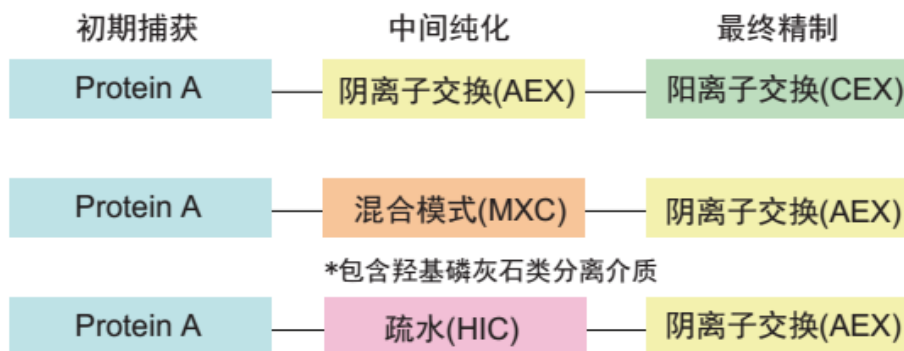 初期捕获 中间纯化 最终精制
Protein A 阴离子交换(AEX) 阳离子交换(CEX)
Protein A 混合模式(MXC) 阴离子交换(AEX)
*包含羟基磷灰石类分离介质
Protein A 疏水(HIC) 阴离子交换(AEX)